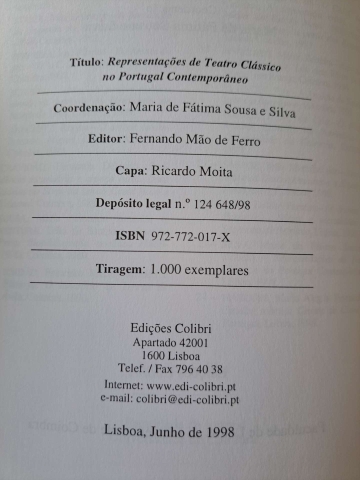 Título: Representações de Teatro Clássico
no Portugal Contemporâneo
Coordenação: Maria de Fátima Sousa e Silva
Editor: Fernando Mão de Ferro
Capa: Ricardo Moita
Depósito legal n.º 124 648/98
ISBN 972-772-017-X
Tiragem: 1.000 exemplares
Edições Colibri
Apartado 42001
1600 Lisboa
Telef. / Fax 796 40 38
Internet: www.edi-colibri.pt
e-mail: colibri@edi-colibri.pt
Lisboa, Junho de 1998